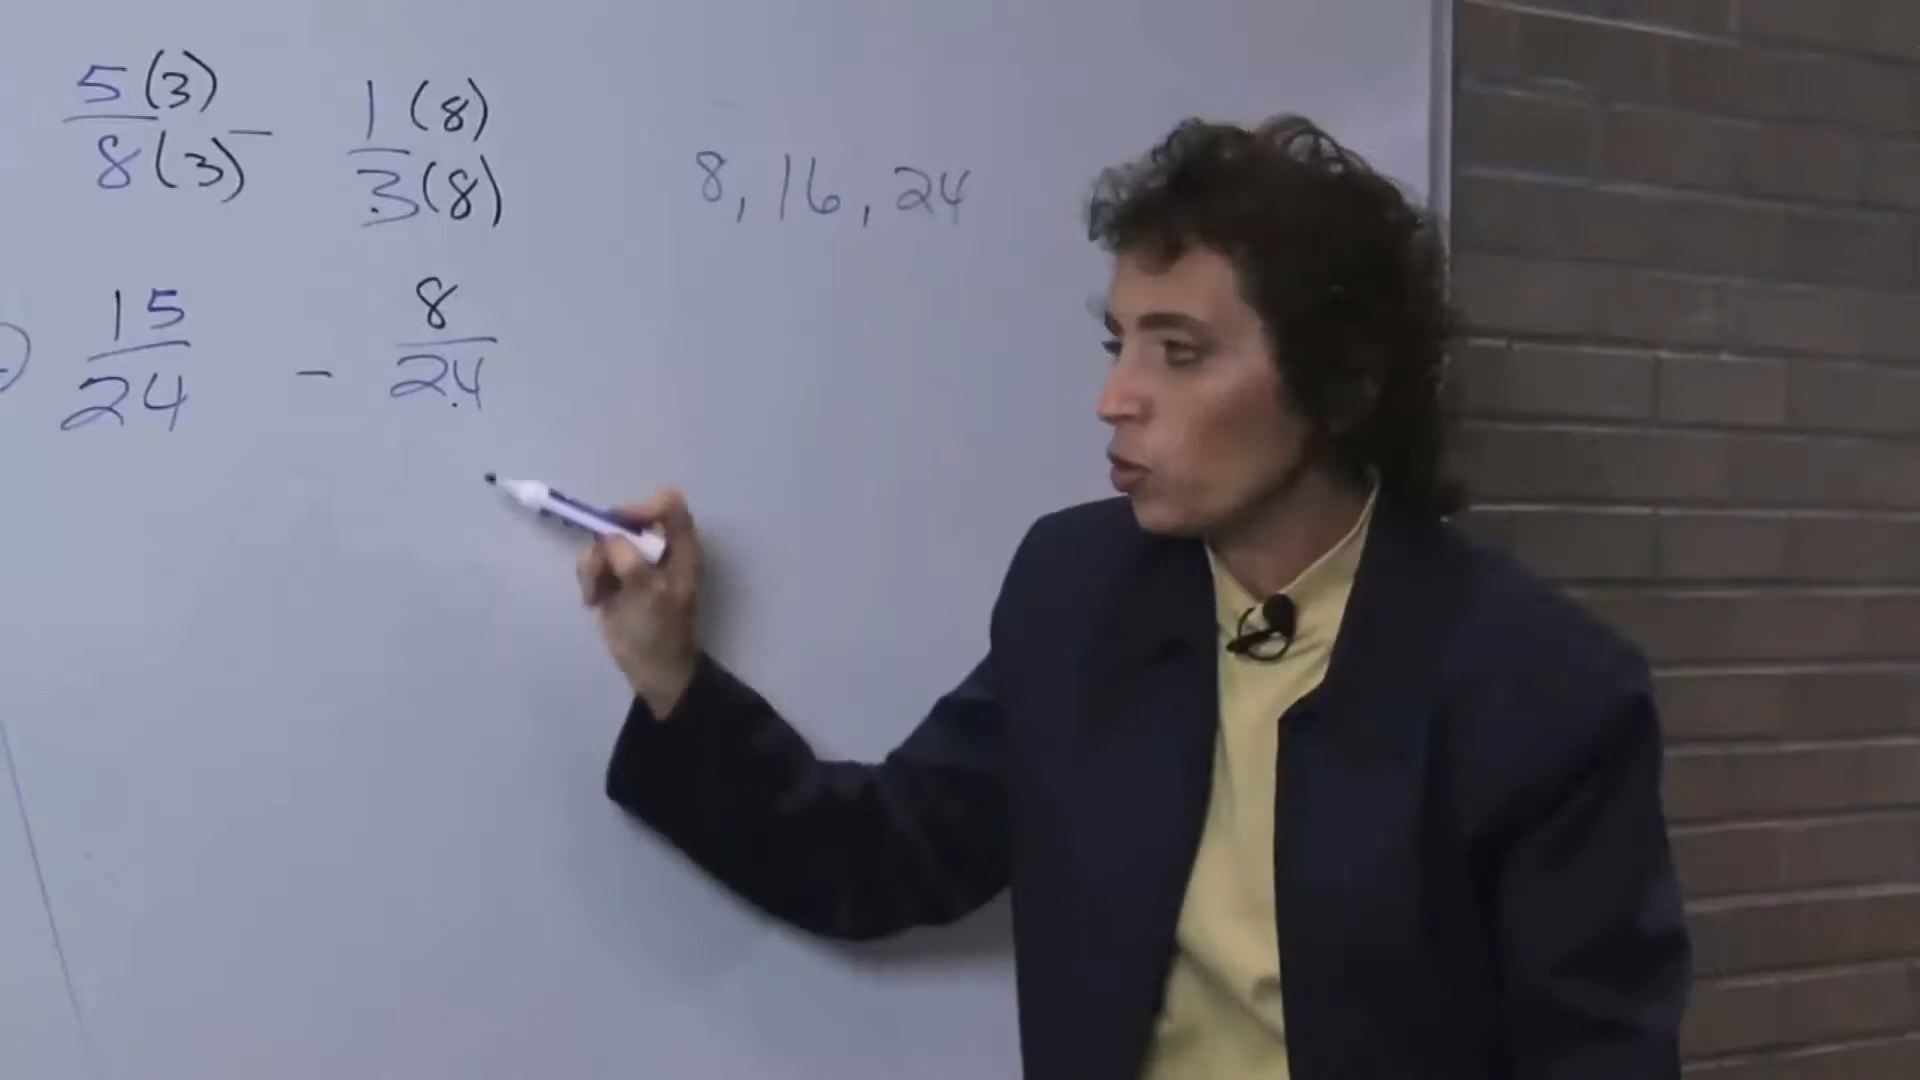 5(3) 1(8)
8(3) - 3(8) 8, 16, 24
15 8
24 - 24